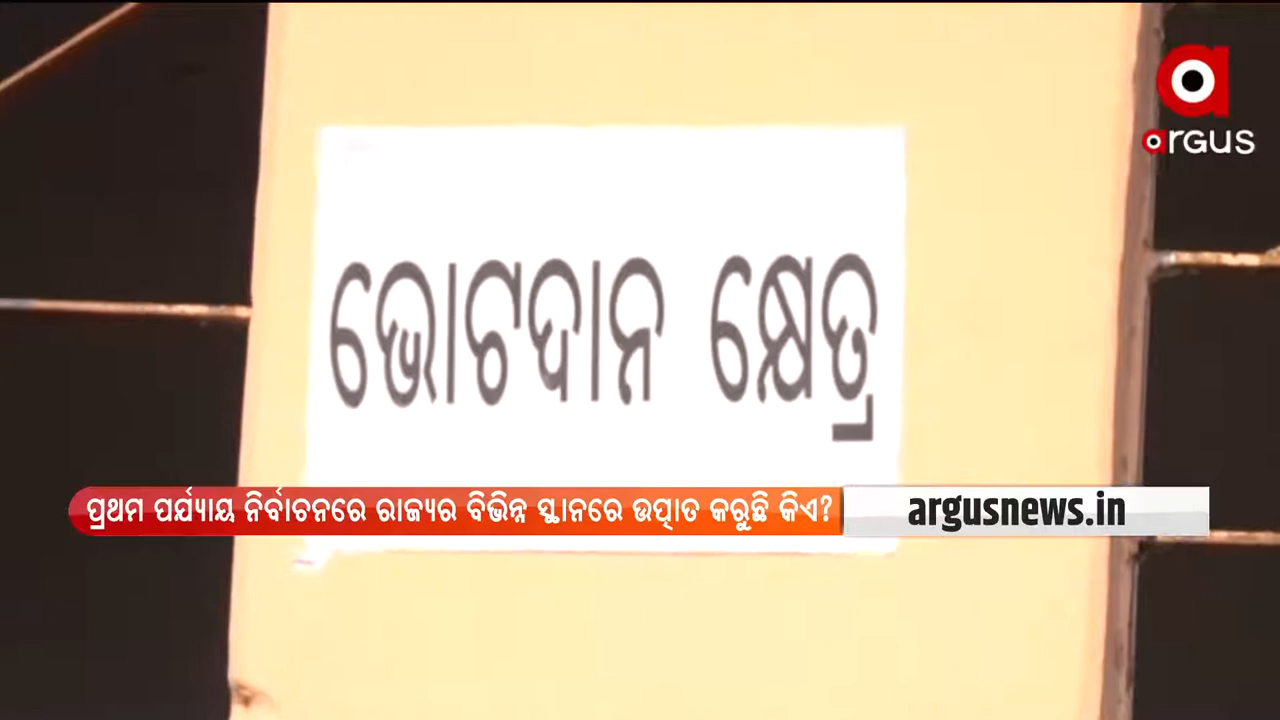 argus
ଭୋଟଦାନ କ୍ଷେତ୍ର
ପ୍ରଥମ ପର୍ଯ୍ୟାୟ ନିର୍ବାଚନରେ ରାଜ୍ୟର ବିଭିନ୍ନ ସ୍ଥାନରେ ଉତ୍ପାତ କରୁଛି କିଏ?
argusnews.in